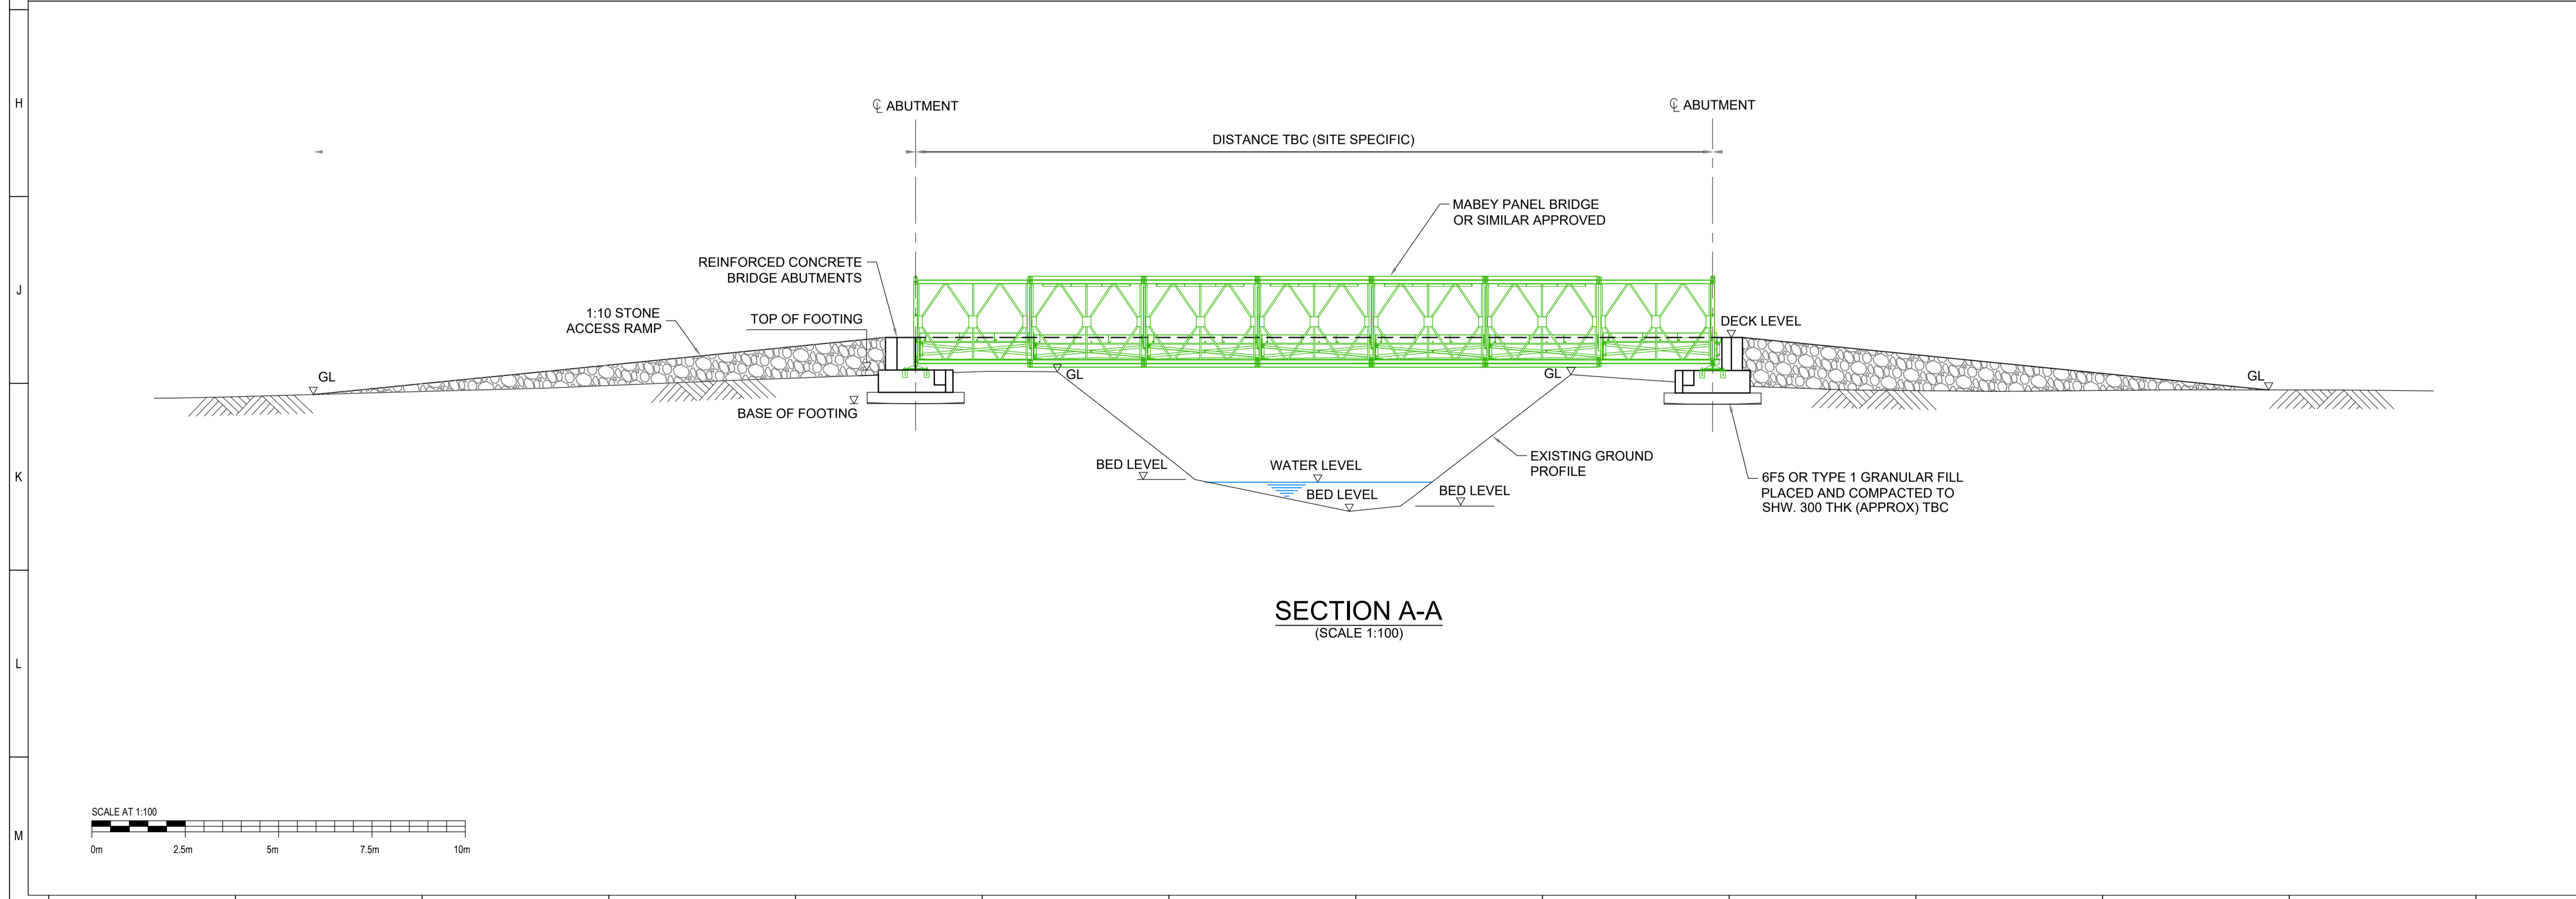 H
J
K
L
M
℄ ABUTMENT
℄ ABUTMENT
DISTANCE TBC (SITE SPECIFIC)
MABEY PANEL BRIDGE
OR SIMILAR APPROVED
REINFORCED CONCRETE
BRIDGE ABUTMENTS
1:10 STONE
ACCESS RAMP
TOP OF FOOTING
DECK LEVEL
GL
GL
GL
GL
BASE OF FOOTING
BED LEVEL
WATER LEVEL
BED LEVEL
BED LEVEL
EXISTING GROUND
PROFILE
6F5 OR TYPE 1 GRANULAR FILL
PLACED AND COMPACTED TO
SHW. 300 THK (APPROX) TBC
SECTION A-A
(SCALE 1:100)
SCALE AT 1:100
0m 2.5m 5m 7.5m 10m